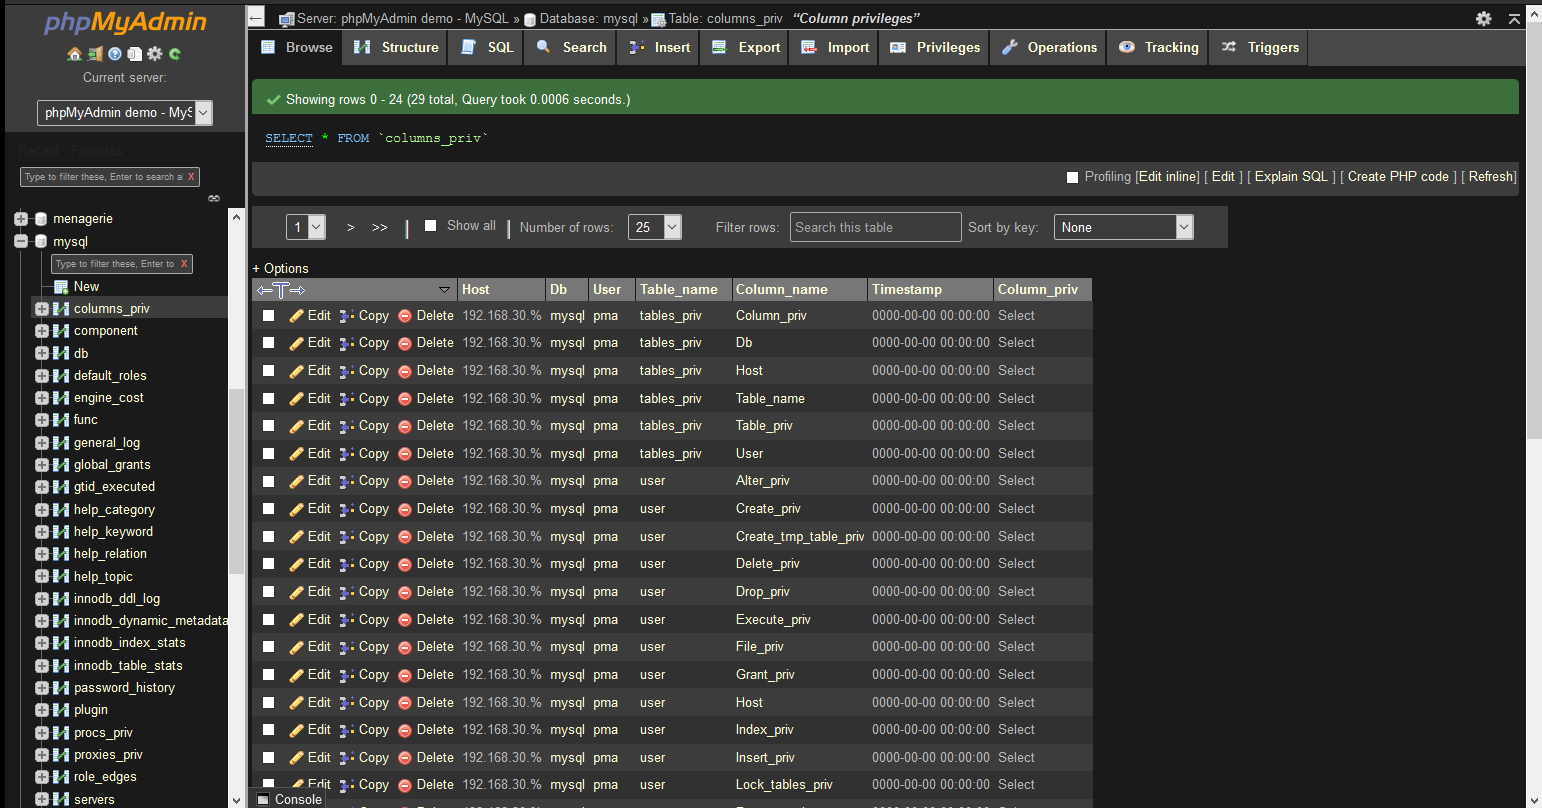 phpMyAdmin
Current server:
phpMyAdmin demo - MyS
Recent Favorites
Type to filter these, Enter to search al X
menagerie
mysql
Type to filter these, Enter to X
New
columns_priv
component
db
default_roles
engine_cost
func
general_log
global_grants
gtid_executed
help_category
help_keyword
help_relation
help_topic
innodb_ddl_log
innodb_dynamic_metadata
innodb_index_stats
innodb_table_stats
password_history
plugin
procs_priv
proxies_priv
role_edges
servers
Server: phpMyAdmin demo - MySQL » Database: mysql » Table: columns_priv “Column privileges”
Browse Structure SQL Search Insert Export Import Privileges Operations Tracking Triggers
Showing rows 0 - 24 (29 total, Query took 0.0006 seconds.)
SELECT * FROM `columns_priv`
Profiling [Edit inline] [ Edit ] [ Explain SQL ] [ Create PHP code ] [ Refresh]
1 > >> Show all Number of rows: 25 Filter rows: Search this table Sort by key: None
+ Options
Host Db User Table_name Column_name Timestamp Column_priv
Edit Copy Delete 192.168.30.% mysql pma tables_priv Column_priv 0000-00-00 00:00:00 Select
Edit Copy Delete 192.168.30.% mysql pma tables_priv Db 0000-00-00 00:00:00 Select
Edit Copy Delete 192.168.30.% mysql pma tables_priv Host 0000-00-00 00:00:00 Select
Edit Copy Delete 192.168.30.% mysql pma tables_priv Table_name 0000-00-00 00:00:00 Select
Edit Copy Delete 192.168.30.% mysql pma tables_priv Table_priv 0000-00-00 00:00:00 Select
Edit Copy Delete 192.168.30.% mysql pma tables_priv User 0000-00-00 00:00:00 Select
Edit Copy Delete 192.168.30.% mysql pma user Alter_priv 0000-00-00 00:00:00 Select
Edit Copy Delete 192.168.30.% mysql pma user Create_priv 0000-00-00 00:00:00 Select
Edit Copy Delete 192.168.30.% mysql pma user Create_tmp_table_priv 0000-00-00 00:00:00 Select
Edit Copy Delete 192.168.30.% mysql pma user Delete_priv 0000-00-00 00:00:00 Select
Edit Copy Delete 192.168.30.% mysql pma user Drop_priv 0000-00-00 00:00:00 Select
Edit Copy Delete 192.168.30.% mysql pma user Execute_priv 0000-00-00 00:00:00 Select
Edit Copy Delete 192.168.30.% mysql pma user File_priv 0000-00-00 00:00:00 Select
Edit Copy Delete 192.168.30.% mysql pma user Grant_priv 0000-00-00 00:00:00 Select
Edit Copy Delete 192.168.30.% mysql pma user Host 0000-00-00 00:00:00 Select
Edit Copy Delete 192.168.30.% mysql pma user Index_priv 0000-00-00 00:00:00 Select
Edit Copy Delete 192.168.30.% mysql pma user Insert_priv 0000-00-00 00:00:00 Select
Edit Copy Delete 192.168.30.% mysql pma user Lock_tables_priv 0000-00-00 00:00:00 Select
Console